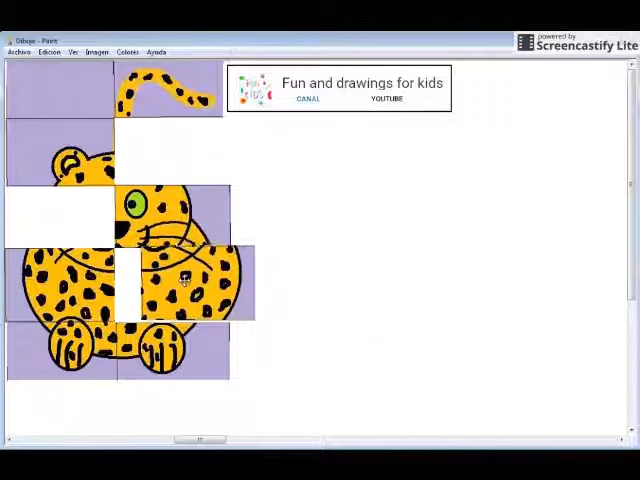 powered by
Screencastify Lite
Dibujo - Paint
Archivo Edición Ver Imagen Colores Ayuda
Fun and drawings for kids
CANAL YOUTUBE